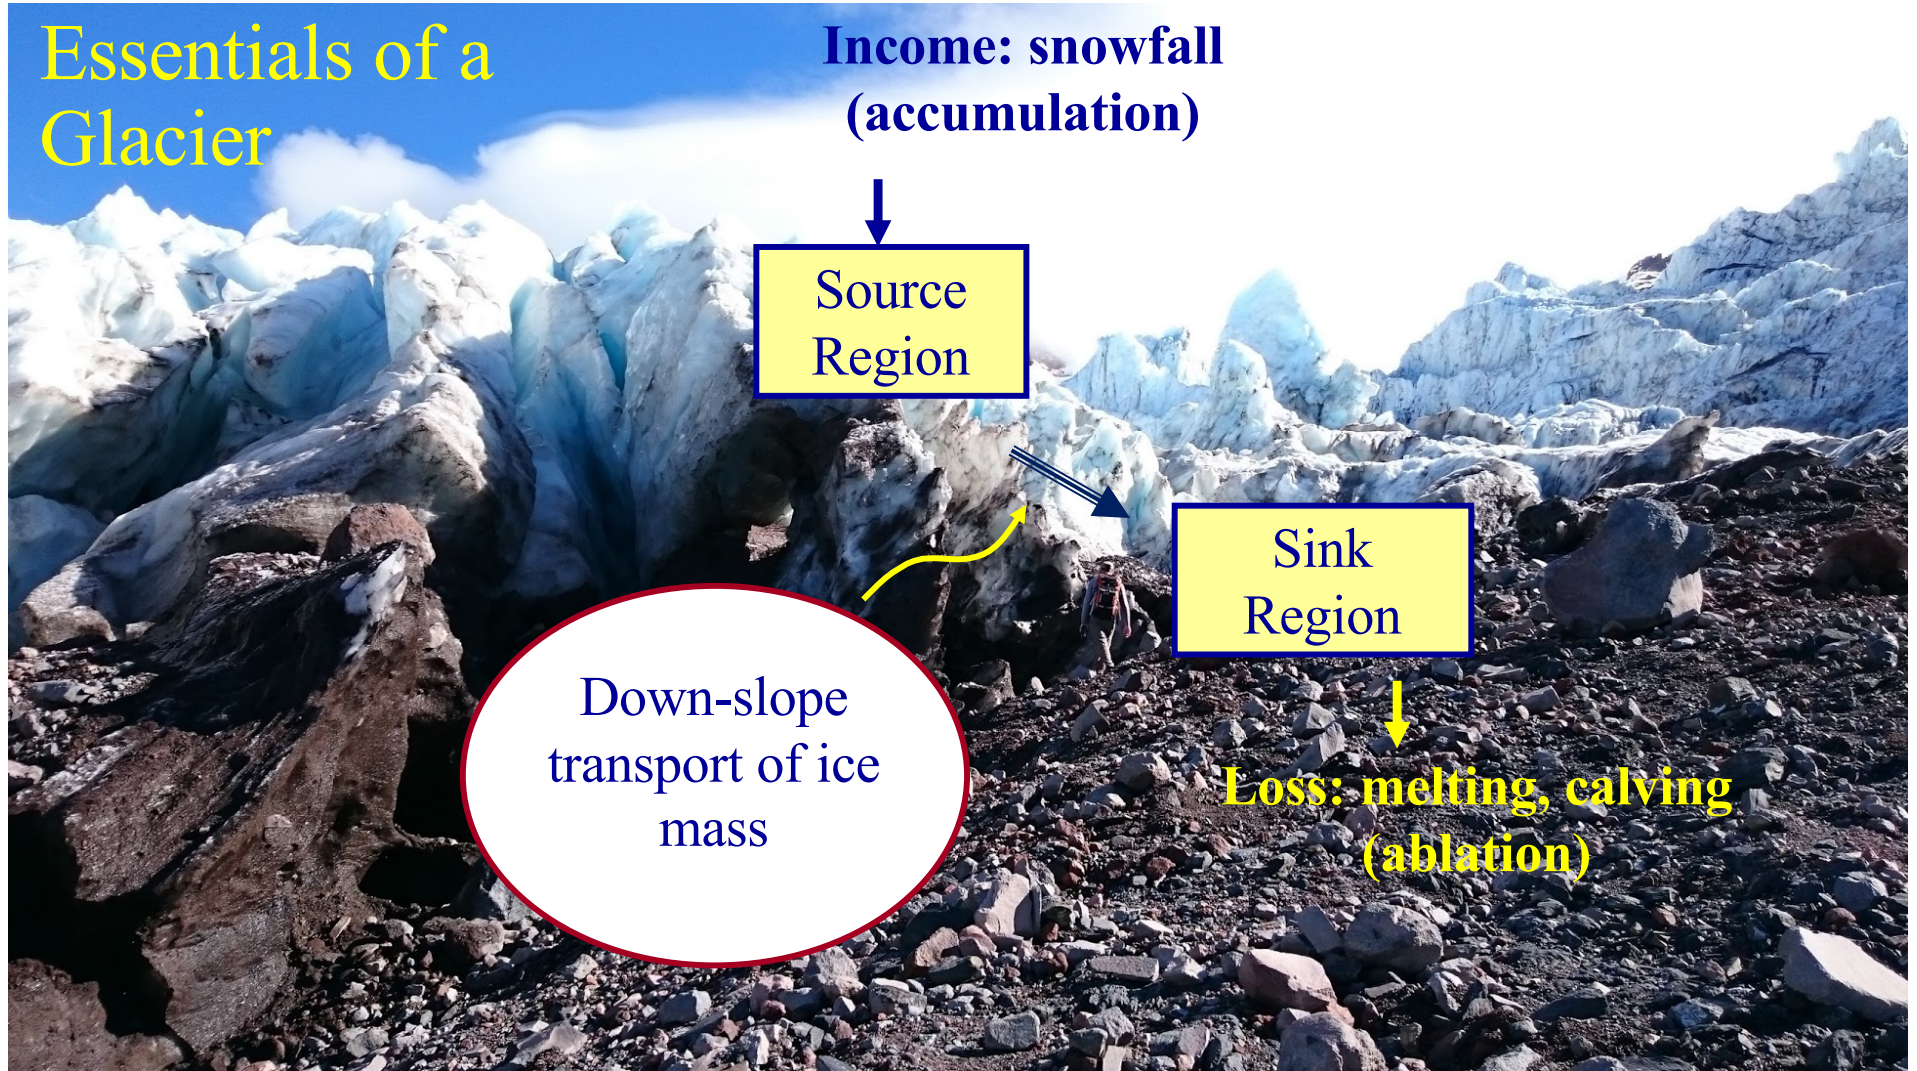 Essentials of a
Glacier
Income: snowfall
(accumulation)
Source
Region
Sink
Region
Down-slope
transport of ice
mass
Loss: melting, calving
(ablation)